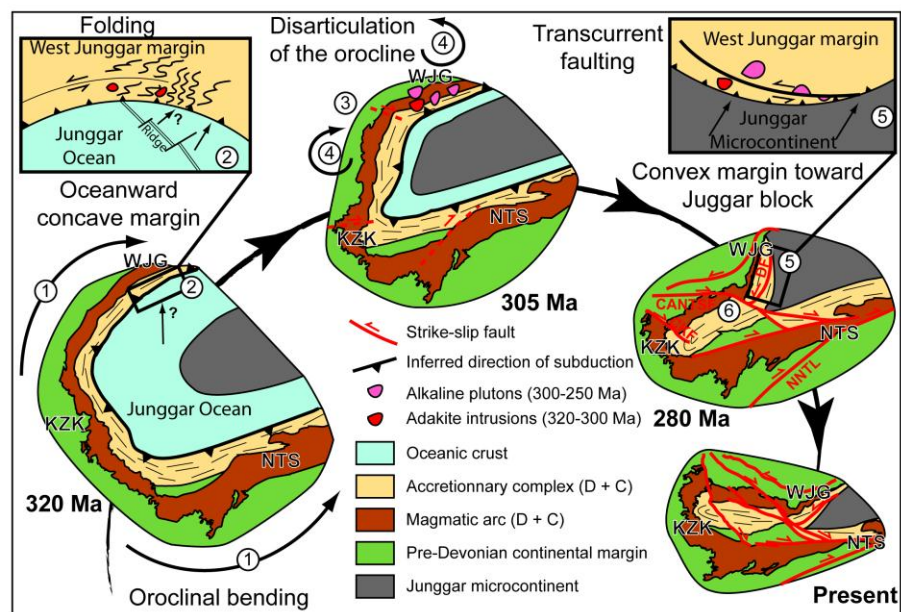 Folding
West Junggar margin
?
Junggar
Ocean
Ridge
2
Oceanward
concave margin
Disarticulation
of the orocline
4
WJG
3
4
KZK
NTS
305 Ma
Transcurrent
faulting
West Junggar margin
Junggar
Microcontinent
5
Convex margin toward
Juggar block
1
WJG
2
?
Junggar Ocean
KZK
NTS
320 Ma
1
Oroclinal bending
Strike-slip fault
Inferred direction of subduction
Alkaline plutons (300-250 Ma)
Adakite intrusions (320-300 Ma)
Oceanic crust
Accretionnary complex (D + C)
Magmatic arc (D + C)
Pre-Devonian continental margin
Junggar microcontinent
WJG
5
6
KZK
NTS
NNTL
280 Ma
WJG
KZK
NTS
Present